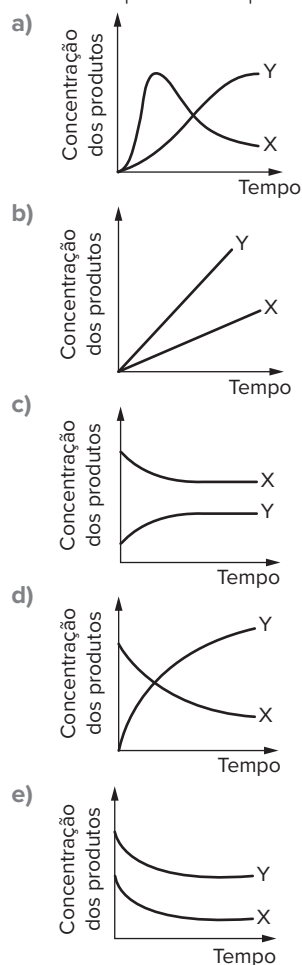 a)
Concentração
dos produtos
Y
X
Tempo
b)
Concentração
dos produtos
Y
X
Tempo
c)
Concentração
dos produtos
X
Y
Tempo
d)
Concentração
dos produtos
Y
X
Tempo
e)
Concentração
dos produtos
Y
X
Tempo